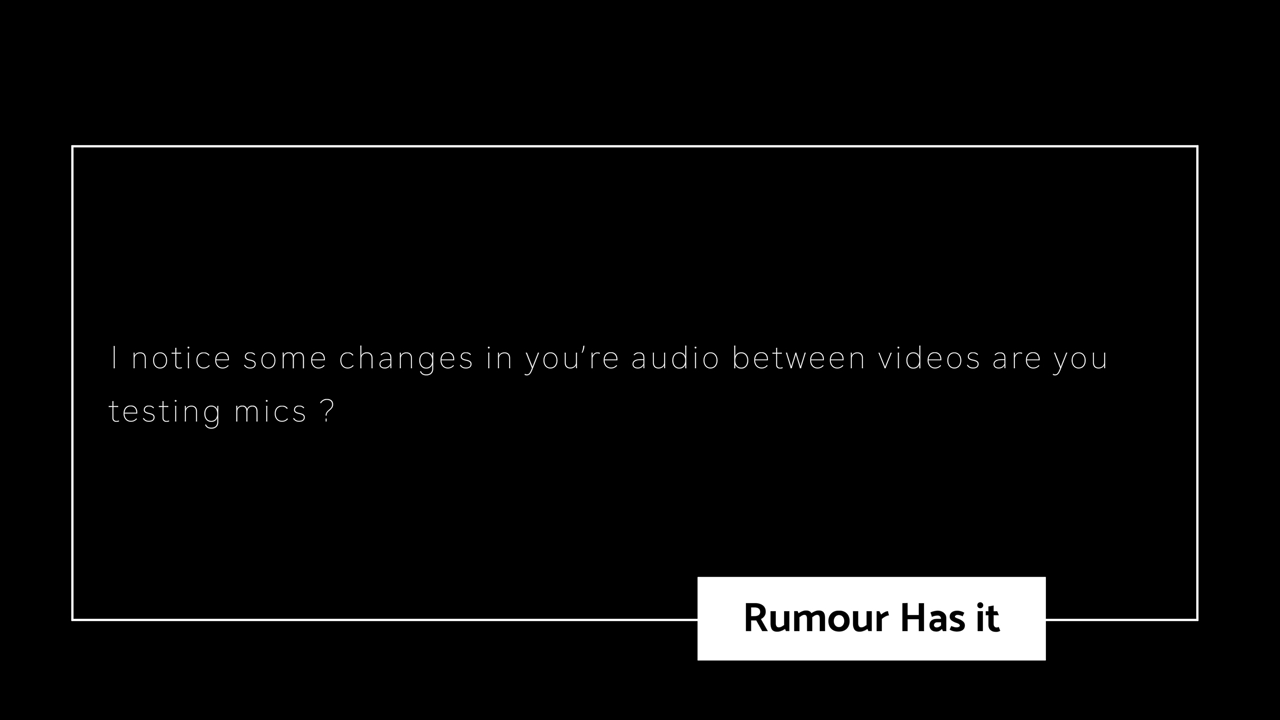 I notice some changes in you're audio between videos are you
testing mics ?
Rumour Has it